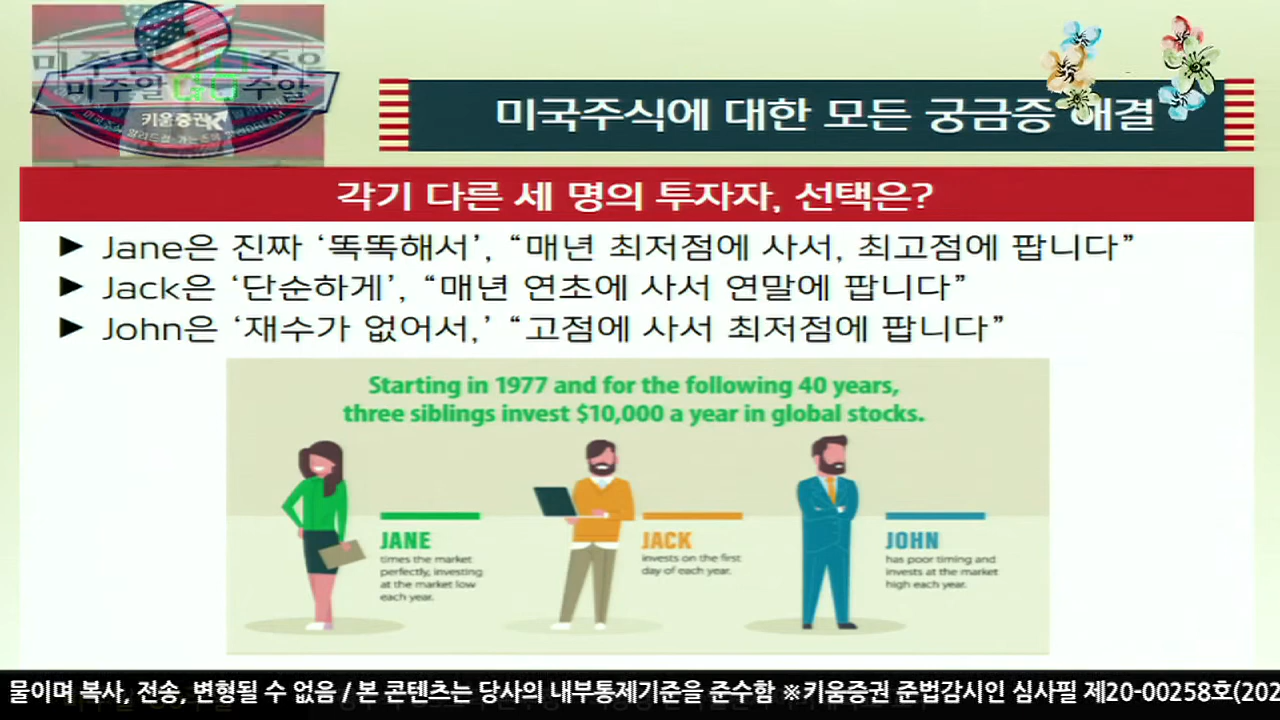 미주알
주알
키움증권
미국주식에 대한 모든 궁금증 해결
각기 다른 세 명의 투자자, 선택은?
▶ Jane은 진짜 ‘똑똑해서’, “매년 최저점에 사서, 최고점에 팝니다”
▶ Jack은 ‘단순하게’, “매년 연초에 사서 연말에 팝니다”
▶ John은 ‘재수가 없어서,’ “고점에 사서 최저점에 팝니다”
Starting in 1977 and for the following 40 years,
three siblings invest $10,000 a year in global stocks.
JANE
times the market
perfectly, investing
at the market low
each year.
JACK
invests on the first
day of each year.
JOHN
has poor timing and
invests at the market
high each year.
물이며 복사, 전송, 변형될 수 없음 / 본 콘텐츠는 당사의 내부통제기준을 준수함 ※키움증권 준법감시인 심사필 제20-00258호(202